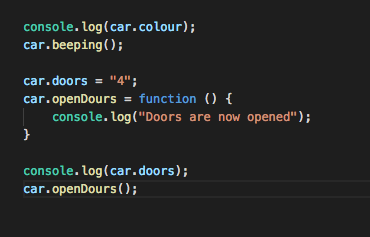 console.log(car.colour);
car.beeping();
car.doors = "4";
car.openDours = function () {
    console.log("Doors are now opened");
}
console.log(car.doors);
car.openDours();